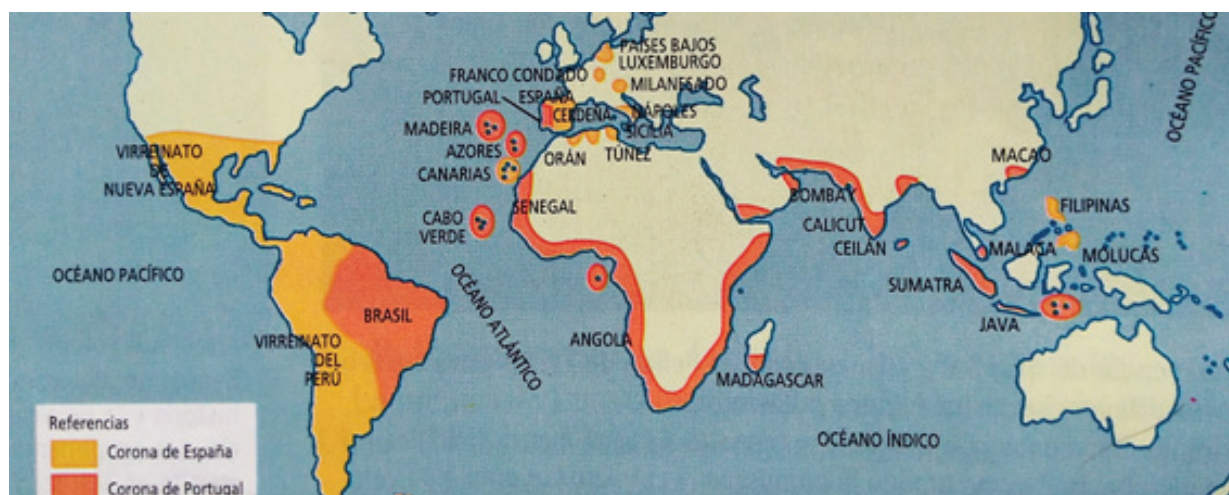 PAÍSES BAJOS
LUXEMBURGO
FRANCO CONDADO
MILANESADO
ESPAÑA
PORTUGAL
CERDEÑA
NÁPOLES
SICILIA
MADEIRA
AZORES
ORÁN
TÚNEZ
CANARIAS
VIRREINATO
DE
NUEVA ESPAÑA
SENEGAL
CABO
VERDE
MACAO
BOMBAY
CALICUT
CEILÁN
FILIPINAS
MALACA
MOLUCAS
SUMATRA
JAVA
OCÉANO PACÍFICO
OCÉANO PACÍFICO
OCÉANO ATLÁNTICO
BRASIL
VIRREINATO
DEL
PERÚ
ANGOLA
MADAGASCAR
OCÉANO ÍNDICO
Referencias
Corona de España
Corona de Portugal